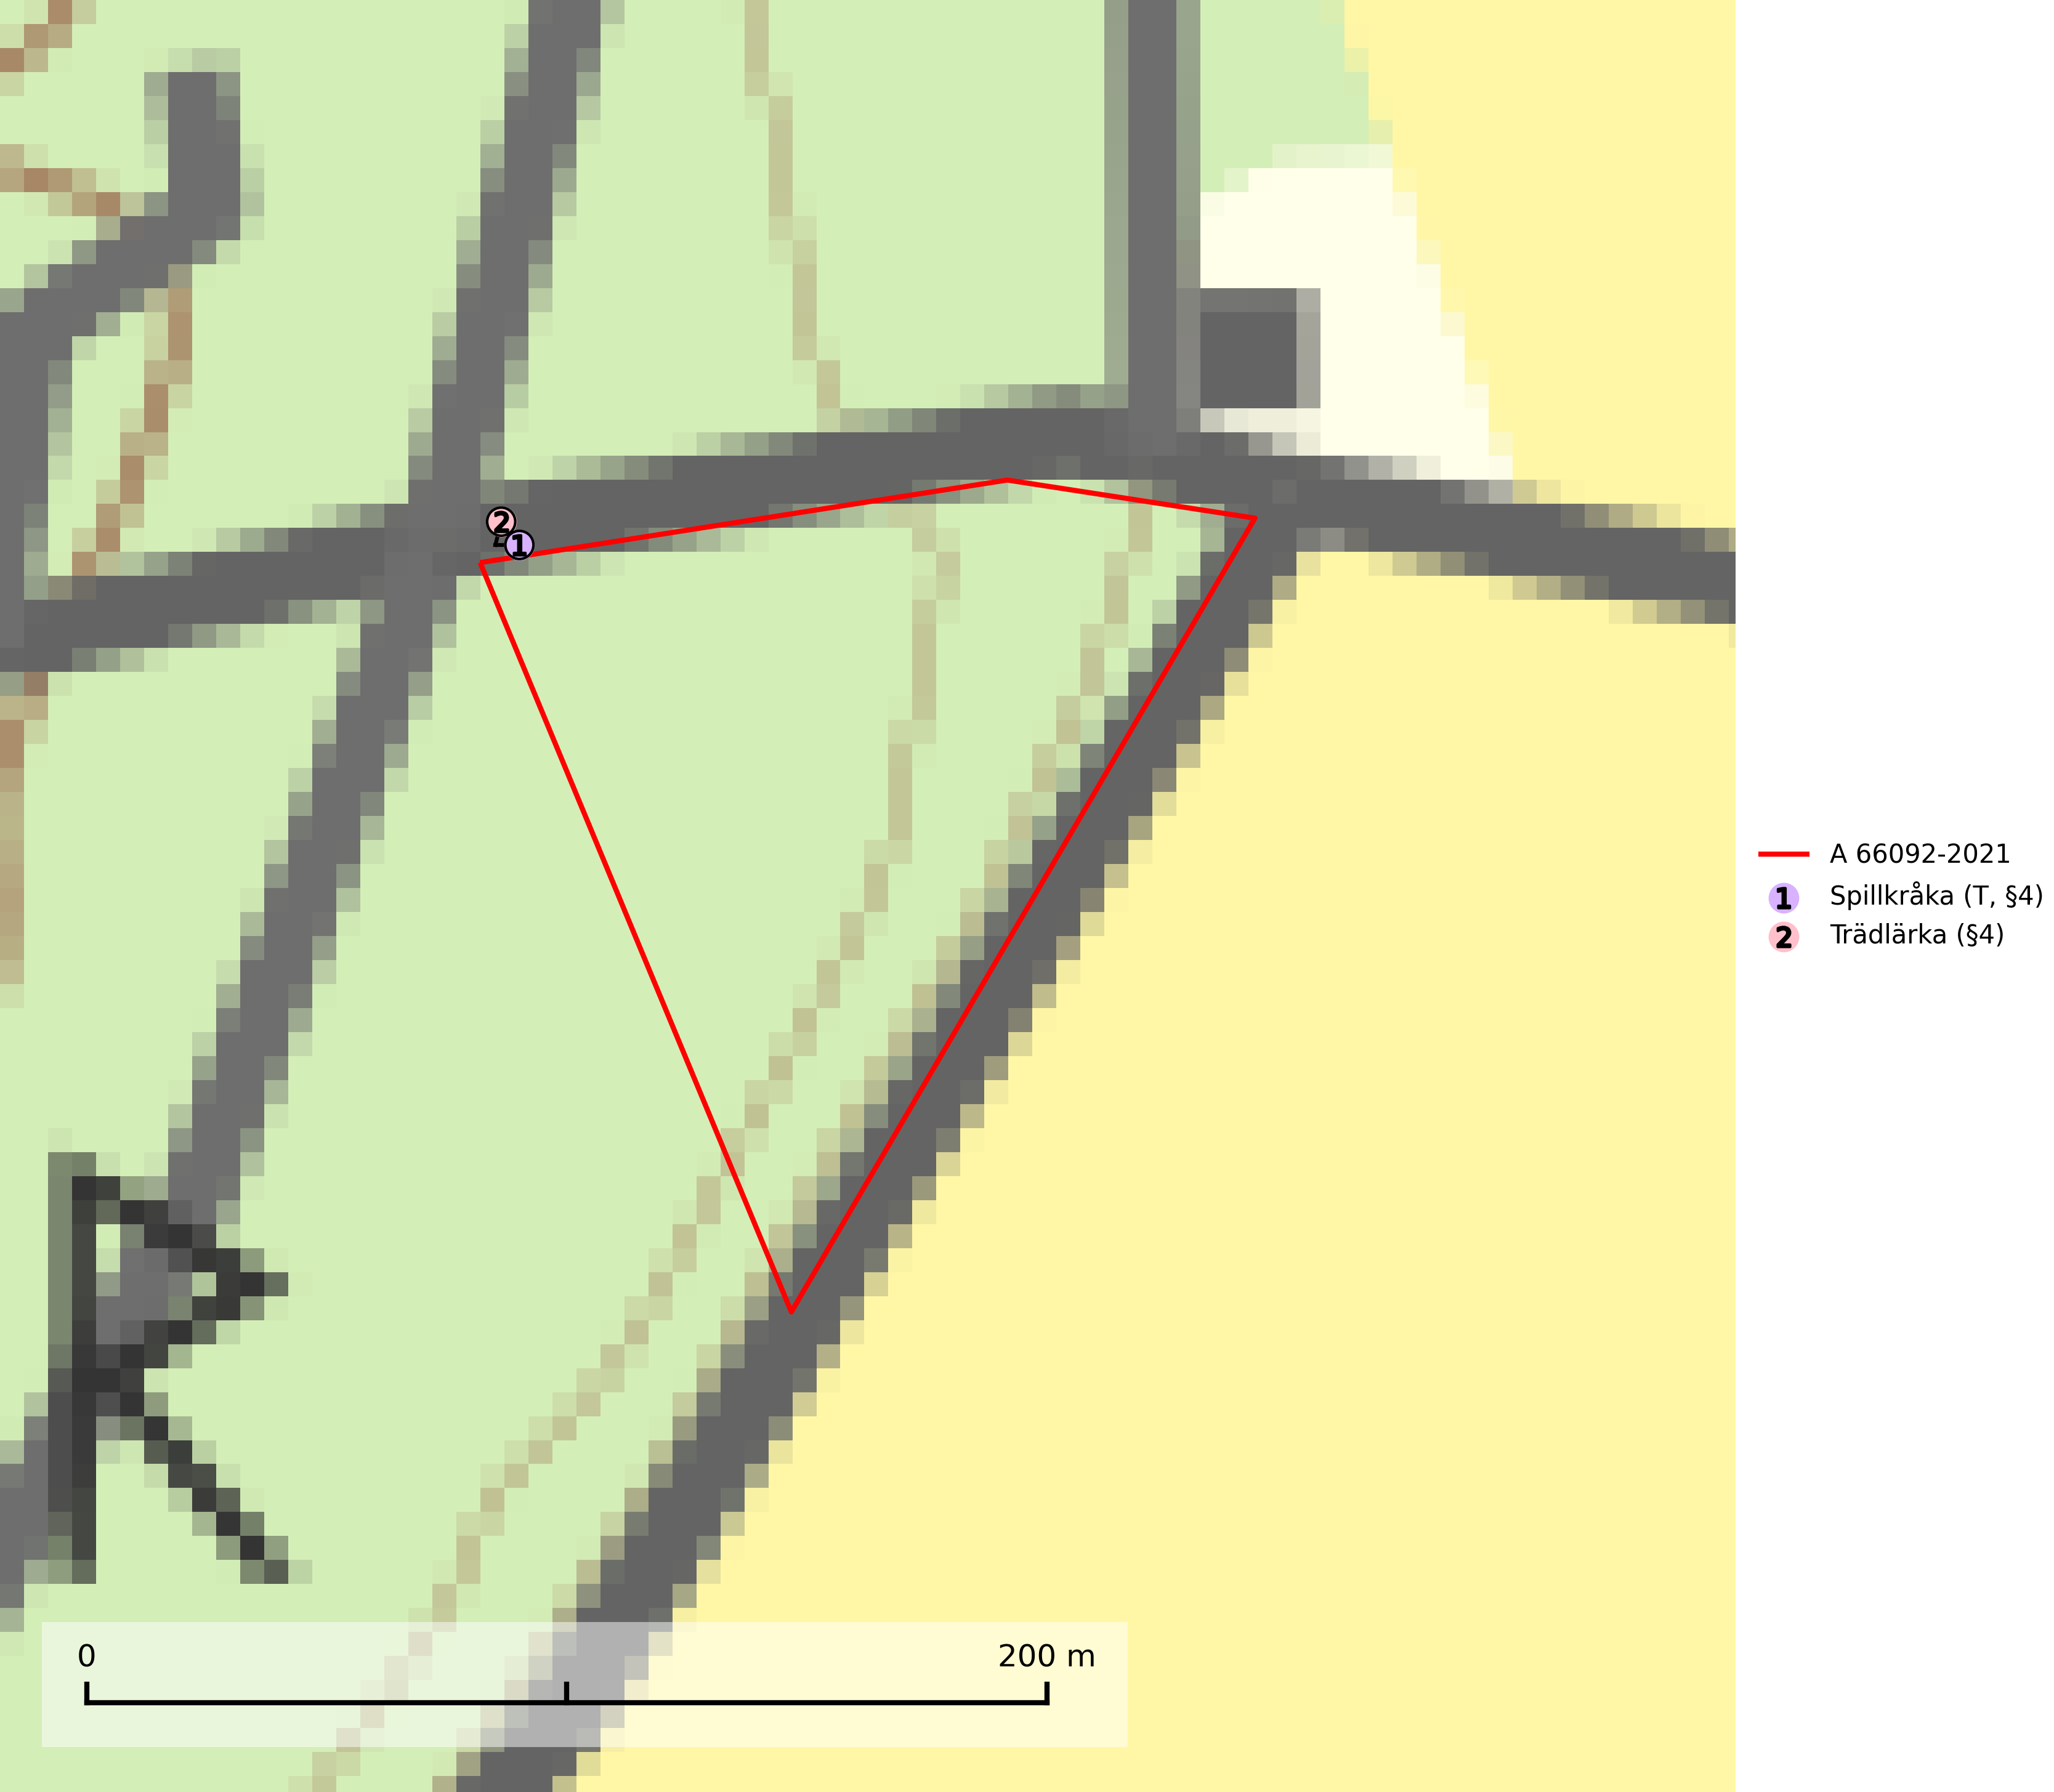 2
1
A 66092-2021
1 Spillkråka (T, §4)
2 Trädlärka (§4)
0 200 m